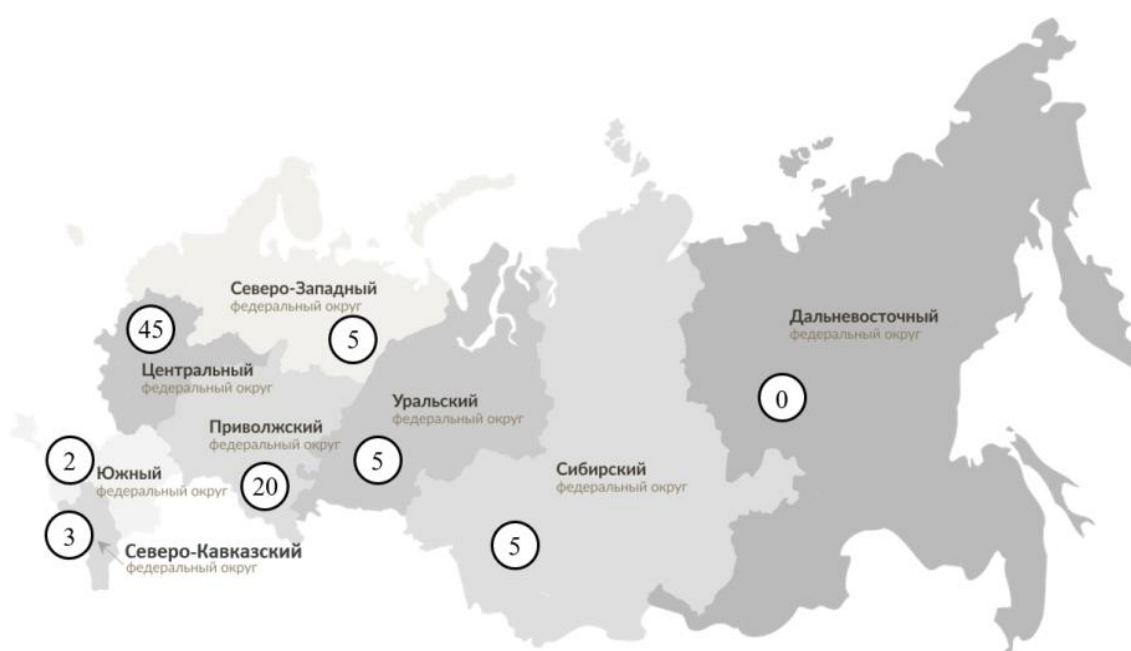 Северо-Западный
федеральный округ
5
45
Центральный
федеральный округ
Дальневосточный
федеральный округ
0
Уральский
федеральный округ
5
Приволжский
федеральный округ
20
2
Южный
федеральный округ
Сибирский
федеральный округ
5
3
Северо-Кавказский
федеральный округ